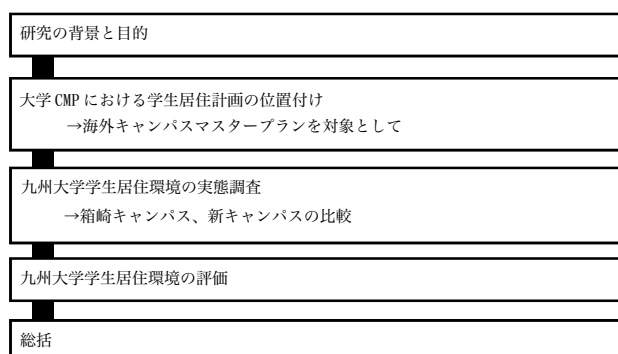 研究の背景と目的
大学CMPにおける学生居住計画の位置付け
→海外キャンパスマスタープランを対象として
九州大学学生居住環境の実態調査
→箱崎キャンパス、新キャンパスの比較
九州大学学生居住環境の評価
総括